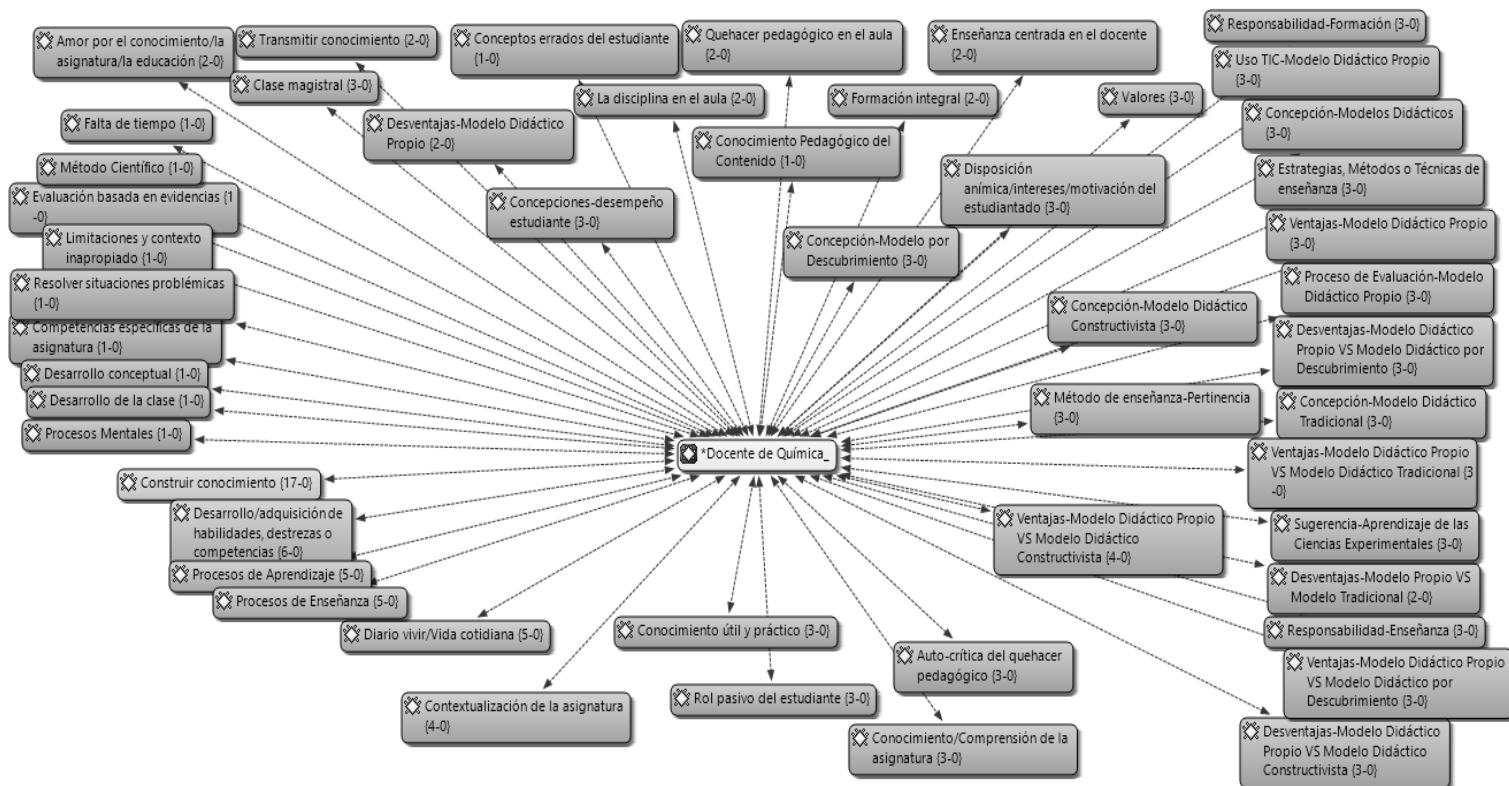 Amor por el conocimiento/la
asignatura/la educación {2-0}
Transmitir conocimiento {2-0}
Conceptos errados del estudiante
{1-0}
Quehacer pedagógico en el aula
{2-0}
Enseñanza centrada en el docente
{2-0}
Responsabilidad-Formación {3-0}
Uso TIC-Modelo Didáctico Propio
{3-0}
Clase magistral {3-0}
La disciplina en el aula {2-0}
Formación integral {2-0}
Valores {3-0}
Concepción-Modelos Didácticos
{3-0}
Falta de tiempo {1-0}
Desventajas-Modelo Didáctico
Propio {2-0}
Conocimiento Pedagógico del
Contenido {1-0}
Disposición
anímica/intereses/motivación del
estudiantado {3-0}
Estrategias, Métodos o Técnicas de
enseñanza {3-0}
Método Científico {1-0}
Evaluación basada en evidencias {1
-0}
Concepciones-desempeño
estudiante {3-0}
Ventajas-Modelo Didáctico Propio
{3-0}
Limitaciones y contexto
inapropiado {1-0}
Concepción-Modelo por
Descubrimiento {3-0}
Proceso de Evaluación-Modelo
Didáctico Propio {3-0}
Resolver situaciones problémicas
{1-0}
Concepción-Modelo Didáctico
Constructivista {3-0}
Competencias específicas de la
asignatura {1-0}
Desventajas-Modelo Didáctico
Propio VS Modelo Didáctico por
Descubrimiento {3-0}
Desarrollo conceptual {1-0}
Desarrollo de la clase {1-0}
Método de enseñanza-Pertinencia
{3-0}
Concepción-Modelo Didáctico
Tradicional {3-0}
Procesos Mentales {1-0}
*Docente de Química_
Ventajas-Modelo Didáctico Propio
VS Modelo Didáctico Tradicional {3
-0}
Construir conocimiento {17-0}
Desarrollo/adquisición de
habilidades, destrezas o
competencias {6-0}
Ventajas-Modelo Didáctico Propio
VS Modelo Didáctico
Constructivista {4-0}
Sugerencia-Aprendizaje de las
Ciencias Experimentales {3-0}
Procesos de Aprendizaje {5-0}
Desventajas-Modelo Propio VS
Modelo Tradicional {2-0}
Procesos de Enseñanza {5-0}
Diario vivir/Vida cotidiana {5-0}
Conocimiento útil y práctico {3-0}
Responsabilidad-Enseñanza {3-0}
Auto-crítica del quehacer
pedagógico {3-0}
Ventajas-Modelo Didáctico Propio
VS Modelo Didáctico por
Descubrimiento {3-0}
Contextualización de la asignatura
{4-0}
Rol pasivo del estudiante {3-0}
Conocimiento/Comprensión de la
asignatura {3-0}
Desventajas-Modelo Didáctico
Propio VS Modelo Didáctico
Constructivista {3-0}